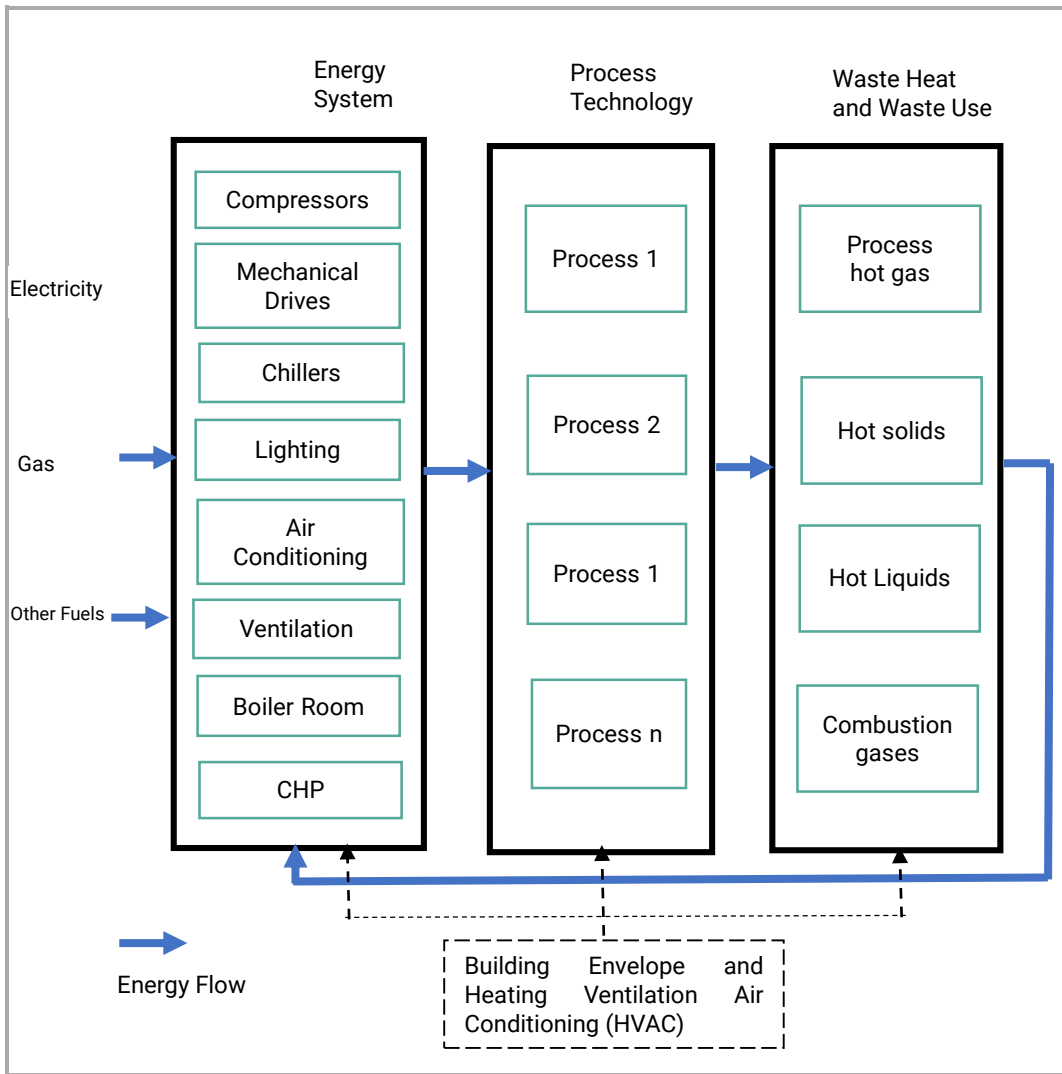 Energy
System
Process
Technology
Waste Heat
and Waste Use
Electricity
Gas
Other Fuels
Compressors
Mechanical
Drives
Chillers
Lighting
Air
Conditioning
Ventilation
Boiler Room
CHP
Process 1
Process 2
Process 1
Process n
Process
hot gas
Hot solids
Hot Liquids
Combustion
gases
Energy Flow
Building Envelope and
Heating Ventilation Air
Conditioning (HVAC)